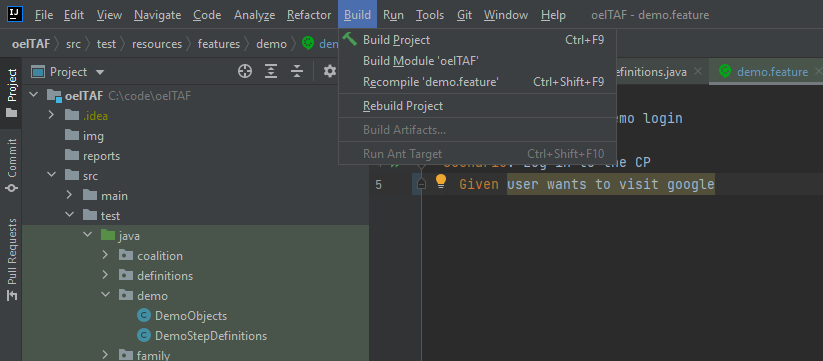 IJ File Edit View Navigate Code Analyze Refactor Build Run Tools Git Window Help oelTAF - demo.feature
oelTAF src test resources features demo
Build Project Ctrl+F9
Build Module 'oelTAF'
Recompile 'demo.feature' Ctrl+Shift+F9
Rebuild Project
Build Artifacts...
Run Ant Target Ctrl+Shift+F10
Project
Commit
Pull Requests
Project
oelTAF C:\code\oelTAF
.idea
img
reports
src
main
test
java
coalition
definitions
demo
DemoObjects
DemoStepDefinitions
family
efinitions.java demo.feature
emo login
to the CP
5 Given user wants to visit google